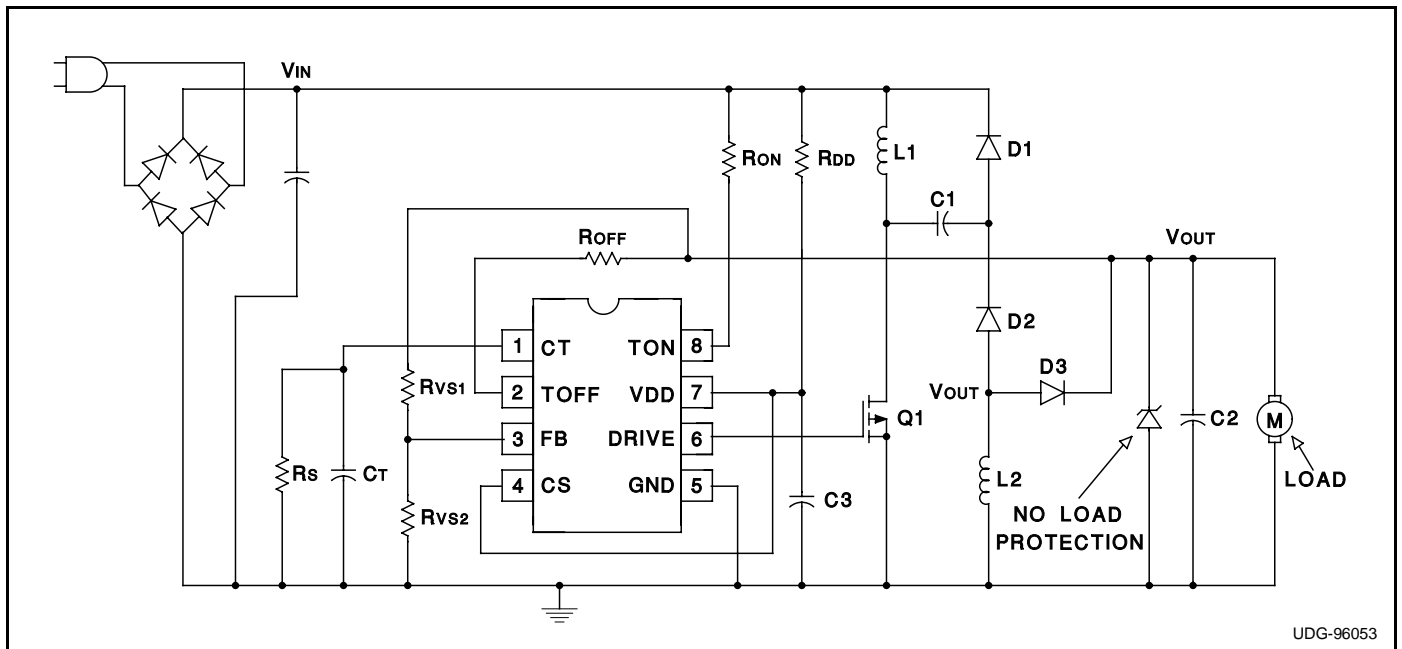 VIN
RON
RDD
L1
D1
C1
ROFF
VOUT
D2
1 CT TON 8
RVS1
2 TOFF VDD 7
VOUT
D3
3 FB DRIVE 6
Q1
C2
M
RS
CT
4 CS GND 5
C3
L2
LOAD
RVS2
NO LOAD
PROTECTION
UDG-96053